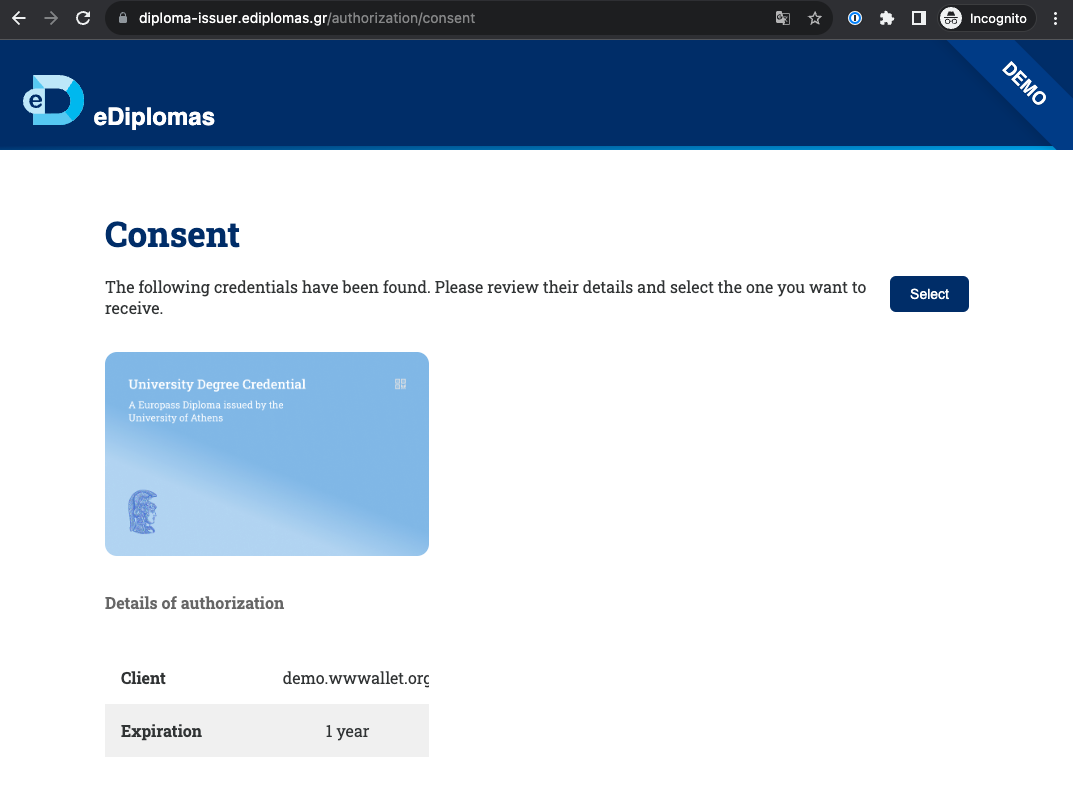 diploma-issuer.ediplomas.gr/authorization/consent
Incognito
DEMO
e
eDiplomas
Consent
The following credentials have been found. Please review their details and select the one you want to
receive.
Select
University Degree Credential
A Europass Diploma issued by the
University of Athens
Details of authorization
Client demo.wwwallet.org
Expiration 1 year